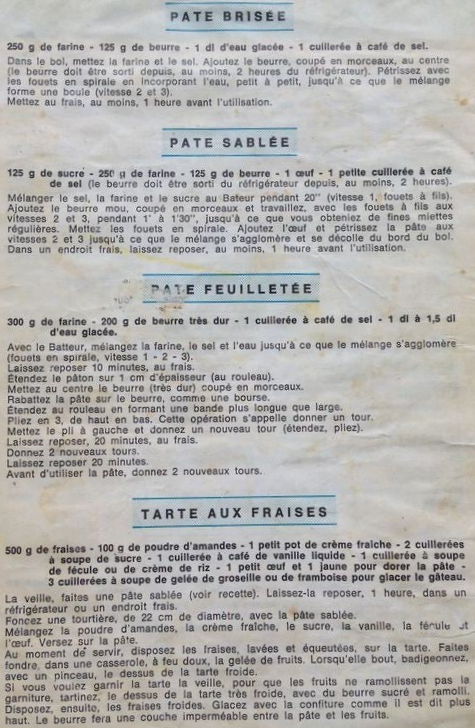 PATE BRISÉE
250 g de farine - 125 g de beurre - 1 dl d'eau glacée - 1 cuillerée à café de sel.
Dans le bol, mettez la farine et le sel. Ajoutez le beurre, coupé en morceaux, au centre
(le beurre doit être sorti depuis, au moins, 2 heures du réfrigérateur). Pétrissez avec
les fouets en spirale en incorporant l'eau, petit à petit, jusqu'à ce que le mélange
forme une boule (vitesse 2 et 3).
Mettez au frais, au moins, 1 heure avant l'utilisation.
PATE SABLÉE
125 g de sucre - 250 g de farine - 125 g de beurre - 1 œuf - 1 petite cuillerée à café
de sel (le beurre doit être sorti du réfrigérateur depuis, au moins, 2 heures).
Mélanger le sel, la farine et le sucre au Bateur pendant 20" (vitesse 1, fouets à fils).
Ajoutez le beurre mou, coupé en morceaux et travaillez, avec les fouets à fils aux
vitesses 2 et 3, pendant 1' à 1'30", jusqu'à ce que vous obteniez de fines miettes
régulières. Mettez les fouets en spirale. Ajoutez l'œuf et pétrissez la pâte aux
vitesses 2 et 3 jusqu'à ce que le mélange s'agglomère et se décolle du bord du bol.
Dans un endroit frais, laissez reposer, au moins, 1 heure avant l'utilisation.
PATE FEUILLETÉE
300 g de farine - 200 g de beurre très dur - 1 cuillerée à café de sel - 1 dl à 1,5 dl
d'eau glacée.
Avec le Batteur, mélangez la farine, le sel et l'eau jusqu'à ce que le mélange s'agglomère
(fouets en spirale, vitesse 1 - 2 - 3).
Laissez reposer 10 minutes, au frais.
Étendez le pâton sur 1 cm d'épaisseur (au rouleau).
Mettez au centre le beurre (très dur) coupé en morceaux.
Rabattez la pâte sur le beurre, comme une bourse.
Étendez au rouleau en formant une bande plus longue que large.
Pliez en 3, de haut en bas. Cette opération s'appelle donner un tour.
Mettez le pli à gauche et donnez un nouveau tour (étendez, pliez).
Laissez reposer, 20 minutes, au frais.
Donnez 2 nouveaux tours.
Laissez reposer 20 minutes.
Avant d'utiliser la pâte, donnez 2 nouveaux tours.
TARTE AUX FRAISES
500 g de fraises - 100 g de poudre d'amandes - 1 petit pot de crème fraîche - 2 cuillerées
à soupe de sucre - 1 cuillerée à café de vanille liquide - 1 cuillerée à soupe
de fécule ou de crème de riz - 1 petit œuf et 1 jaune pour dorer la pâte -
3 cuillerées à soupe de gelée de groseille ou de framboise pour glacer le gâteau.
La veille, faites une pâte sablée (voir recette). Laissez-la reposer, 1 heure, dans un
réfrigérateur ou un endroit frais.
Foncez une tourtière, de 22 cm de diamètre, avec la pâte sablée.
Mélangez la poudre d'amandes, la crème fraîche, le sucre, la vanille, la fécule et
l'œuf. Versez sur la pâte.
Au moment de servir, disposez les fraises, lavées et équeutées, sur la tarte. Faites
fondre, dans une casserole, à feu doux, la gelée de fruits. Lorsqu'elle bout, badigeonnez,
avec un pinceau, le dessus de la tarte froide.
Si vous voulez garnir la tarte la veille, pour que les fruits ne ramollissent pas la
garniture, tartinez, le dessus de la tarte très froide, avec du beurre sucré et ramolli.
Disposez, ensuite, les fraises froides. Glacez avec la confiture comme il est dit plus
haut. Le beurre fera une couche imperméable entre la pâte et les fruits.